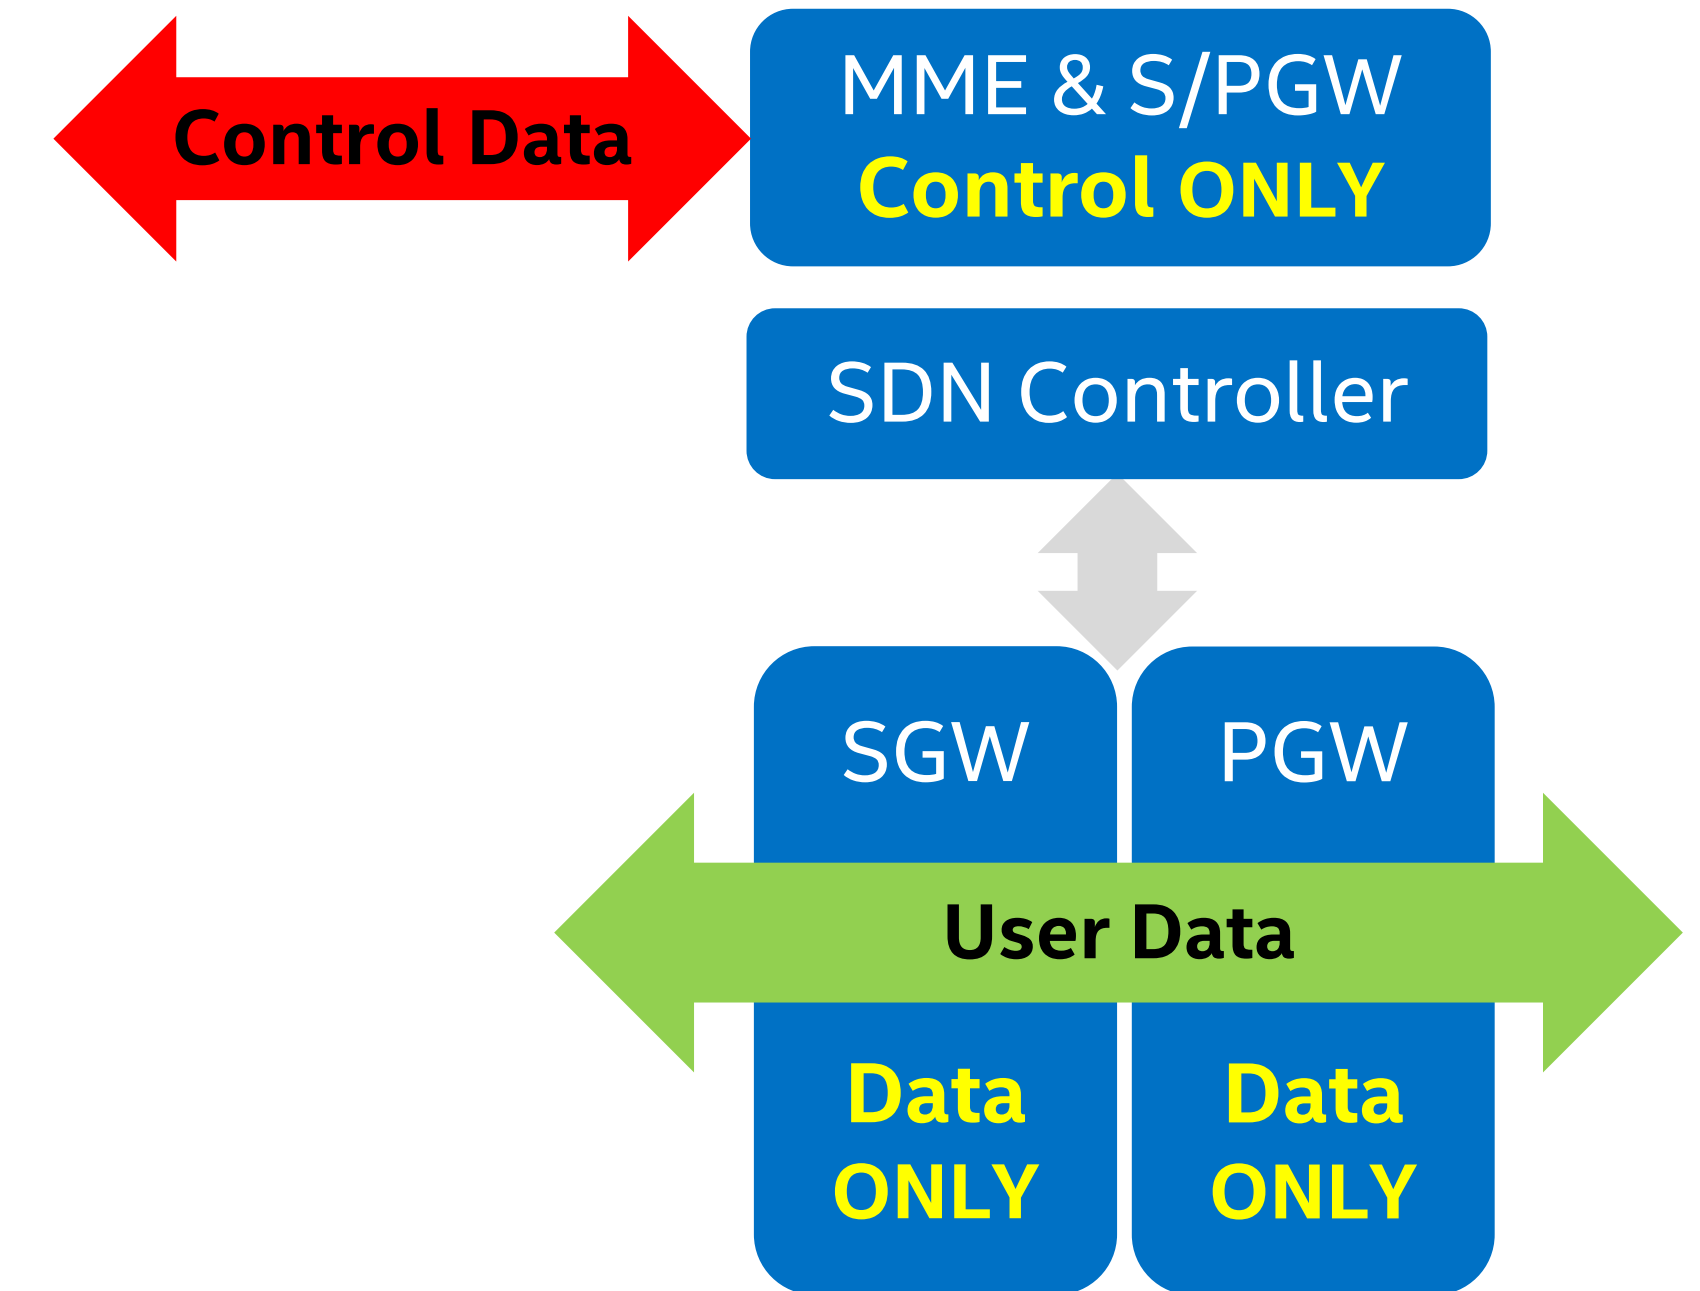 Control Data
MME & S/PGW
Control ONLY
SDN Controller
SGW
PGW
User Data
Data
ONLY
Data
ONLY